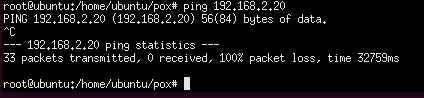 root@ubuntu:/home/ubuntu/pox# ping 192.168.2.20
PING 192.168.2.20 (192.168.2.20) 56(84) bytes of data.
^C
--- 192.168.2.20 ping statistics ---
33 packets transmitted, 0 received, 100% packet loss, time 32759ms
root@ubuntu:/home/ubuntu/pox#